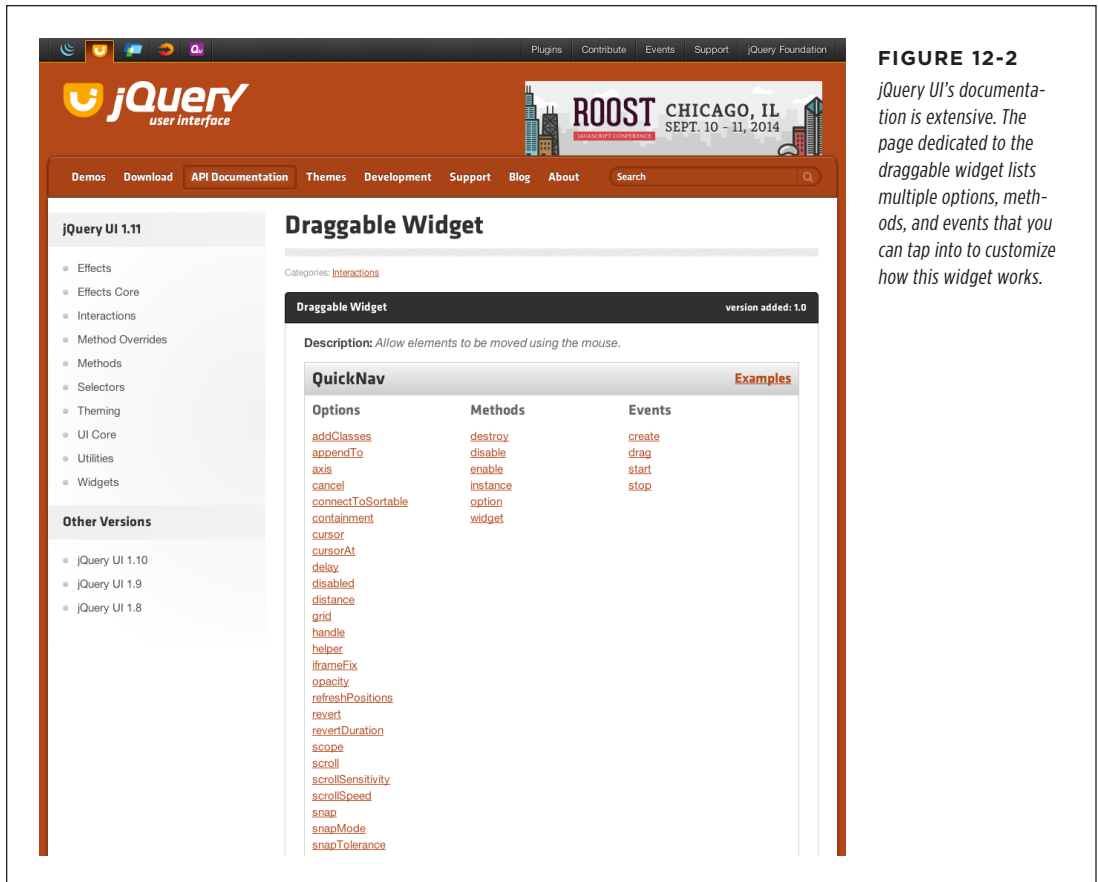 Plugins Contribute Events Support jQuery Foundation
jQuery
user interface
ROOST
JAVASCRIPT CONFERENCE
CHICAGO, IL
SEPT. 10 - 11, 2014
Demos Download API Documentation Themes Development Support Blog About Search
jQuery UI 1.11
Effects
Effects Core
Interactions
Method Overrides
Methods
Selectors
Theming
UI Core
Utilities
Widgets
Other Versions
jQuery UI 1.10
jQuery UI 1.9
jQuery UI 1.8
Draggable Widget
Categories: Interactions
Draggable Widget version added: 1.0
Description: Allow elements to be moved using the mouse.
QuickNav Examples
Options
addClasses
appendTo
axis
cancel
connectToSortable
containment
cursor
cursorAt
delay
disabled
distance
grid
handle
helper
iframeFix
opacity
refreshPositions
revert
revertDuration
scope
scroll
scrollSensitivity
scrollSpeed
snap
snapMode
snapTolerance
Methods
destroy
disable
enable
instance
option
widget
Events
create
drag
start
stop
FIGURE 12-2
jQuery UI's documenta-
tion is extensive. The
page dedicated to the
draggable widget lists
multiple options, meth-
ods, and events that you
can tap into to customize
how this widget works.